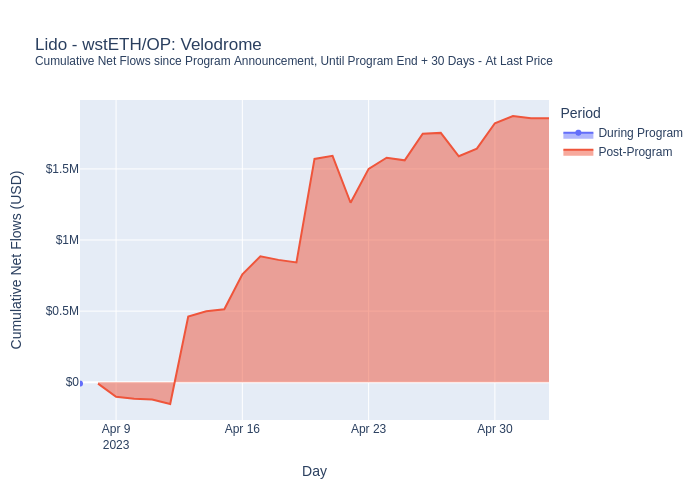 Lido - wstETH/OP: Velodrome
Cumulative Net Flows since Program Announcement, Until Program End + 30 Days - At Last Price
Period
During Program
Post-Program
Cumulative Net Flows (USD)
$1.5M
$1M
$0.5M
$0
Apr 9
2023
Apr 16
Apr 23
Apr 30
Day